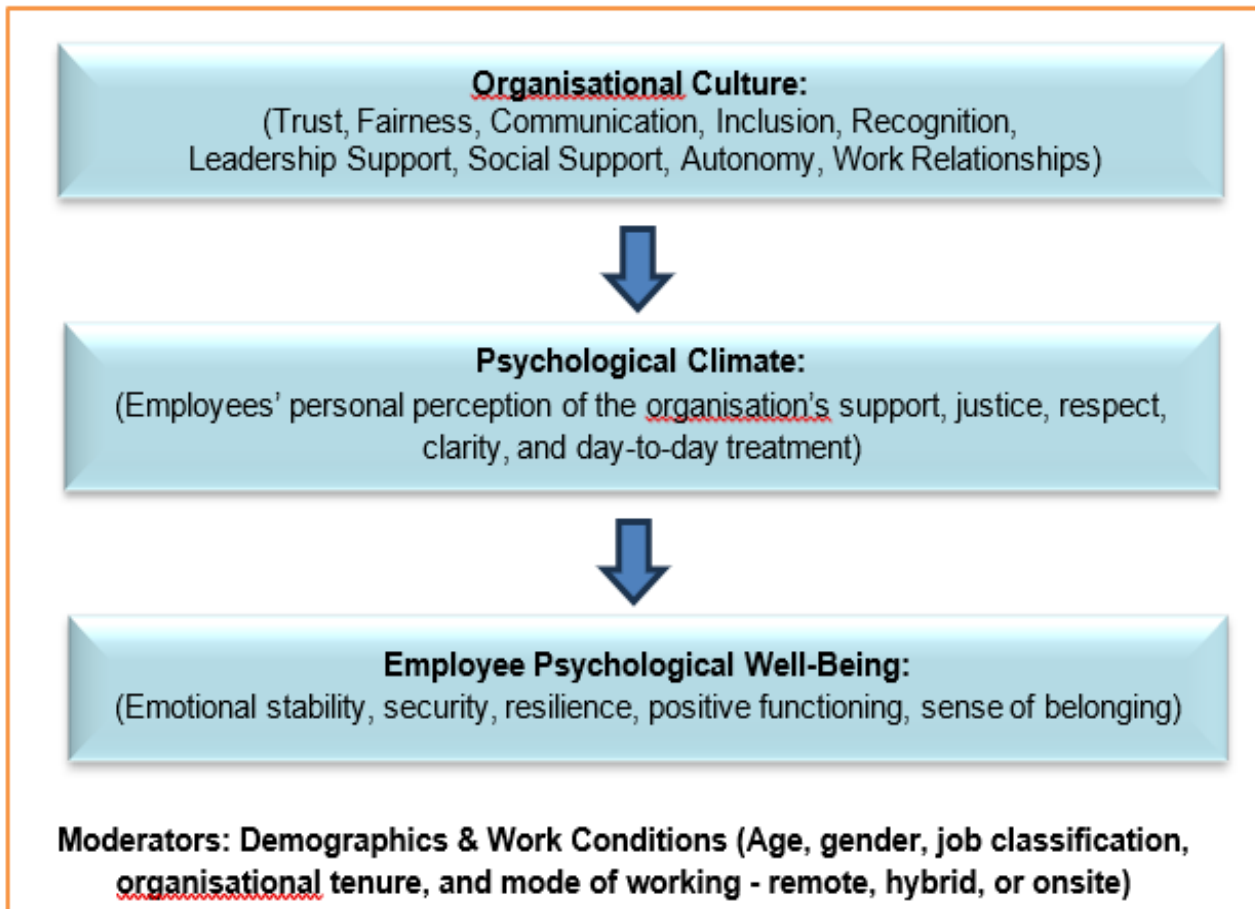 Organisational Culture:
(Trust, Fairness, Communication, Inclusion, Recognition,
Leadership Support, Social Support, Autonomy, Work Relationships)
Psychological Climate:
(Employees’ personal perception of the organisation’s support, justice, respect,
clarity, and day-to-day treatment)
Employee Psychological Well-Being:
(Emotional stability, security, resilience, positive functioning, sense of belonging)
Moderators: Demographics & Work Conditions (Age, gender, job classification,
organisational tenure, and mode of working - remote, hybrid, or onsite)